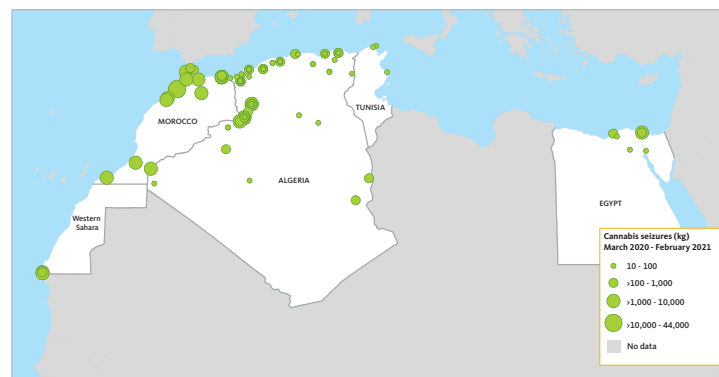 TUNISIA
MOROCCO
ALGERIA
EGYPT
Western
Sahara
Cannabis seizures (kg)
March 2020 - February 2021
10 - 100
>100 - 1,000
>1,000 - 10,000
>10,000 - 44,000
No data